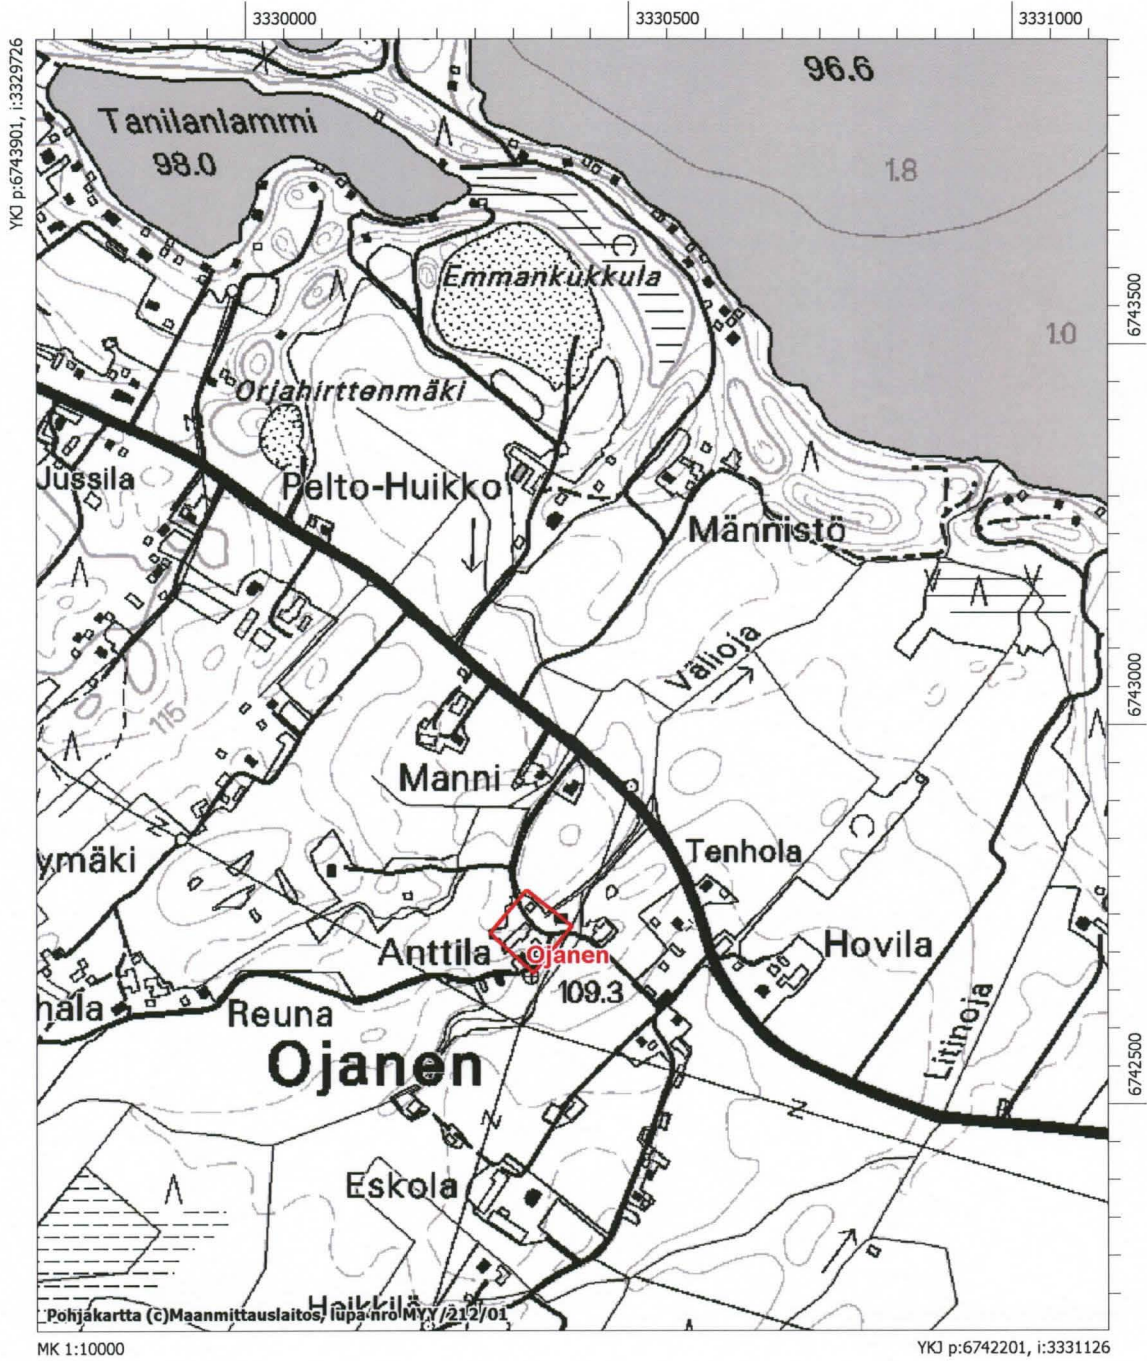 3330000
3330500
3331000
YKJ p:6743901, i:3329726
96.6
Tanilanlammi
98.0
1.8
Emmankukkula
6743500
1.0
Orjahirttenmäki
Jussila
Pelto-Huikko
Männistö
Välioja
6743000
115
Manni
Tenhola
ymäki
Anttila
Ojanen
Hovila
109.3
hala
Reuna
Litinoja
Ojanen
6742500
Eskola
Heikkilä
Pohjakartta (c)Maanmittauslaitos, lupa nro MYY/212/01
MK 1:10000
YKJ p:6742201, i:3331126